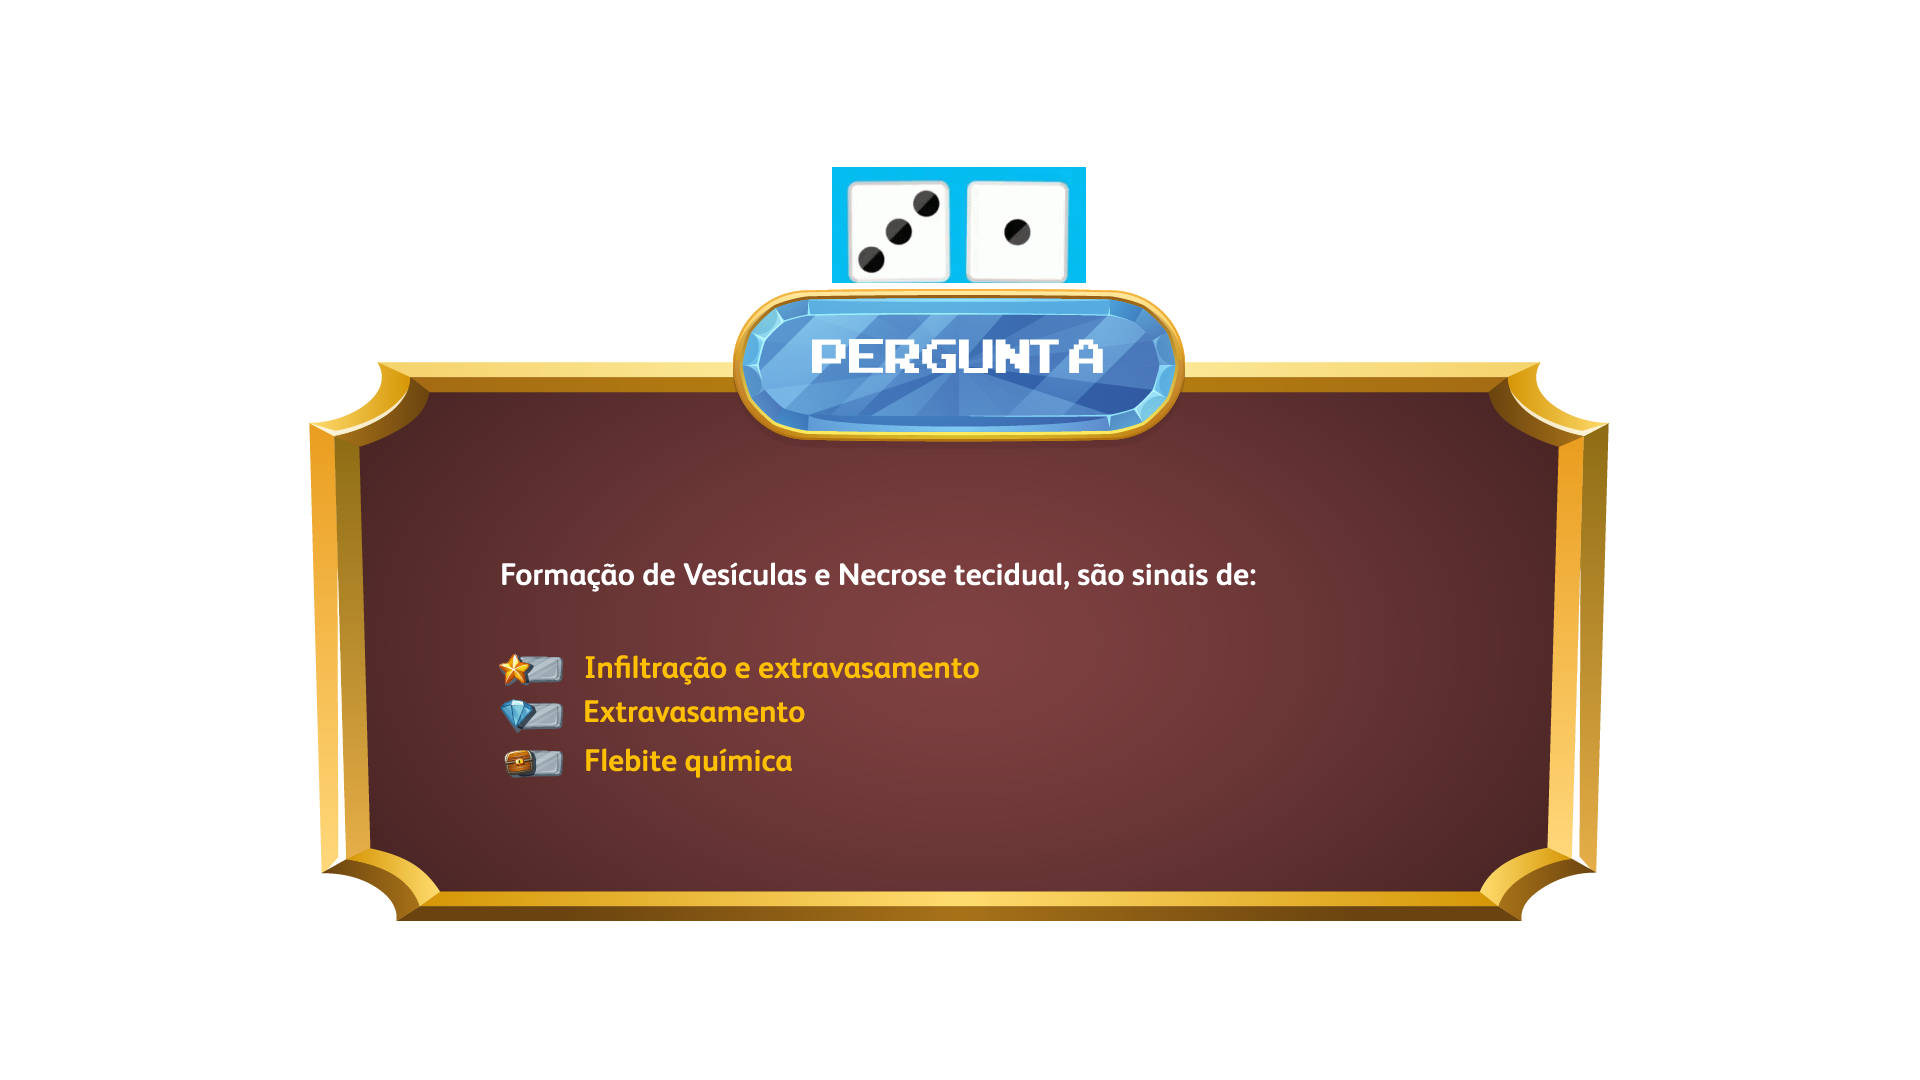 PERGUNTA
Formação de Vesículas e Necrose tecidual, são sinais de:
Infiltração e extravasamento
Extravasamento
Flebite química